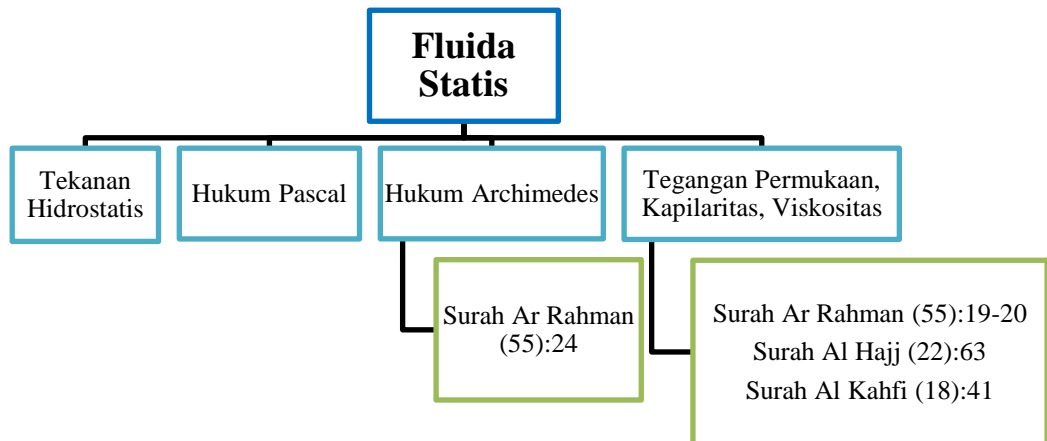 Fluida
Statis
Tekanan
Hidrostatis
Hukum Pascal
Hukum Archimedes
Tegangan Permukaan,
Kapilaritas, Viskositas
Surah Ar Rahman
(55):24
Surah Ar Rahman (55):19-20
Surah Al Hajj (22):63
Surah Al Kahfi (18):41